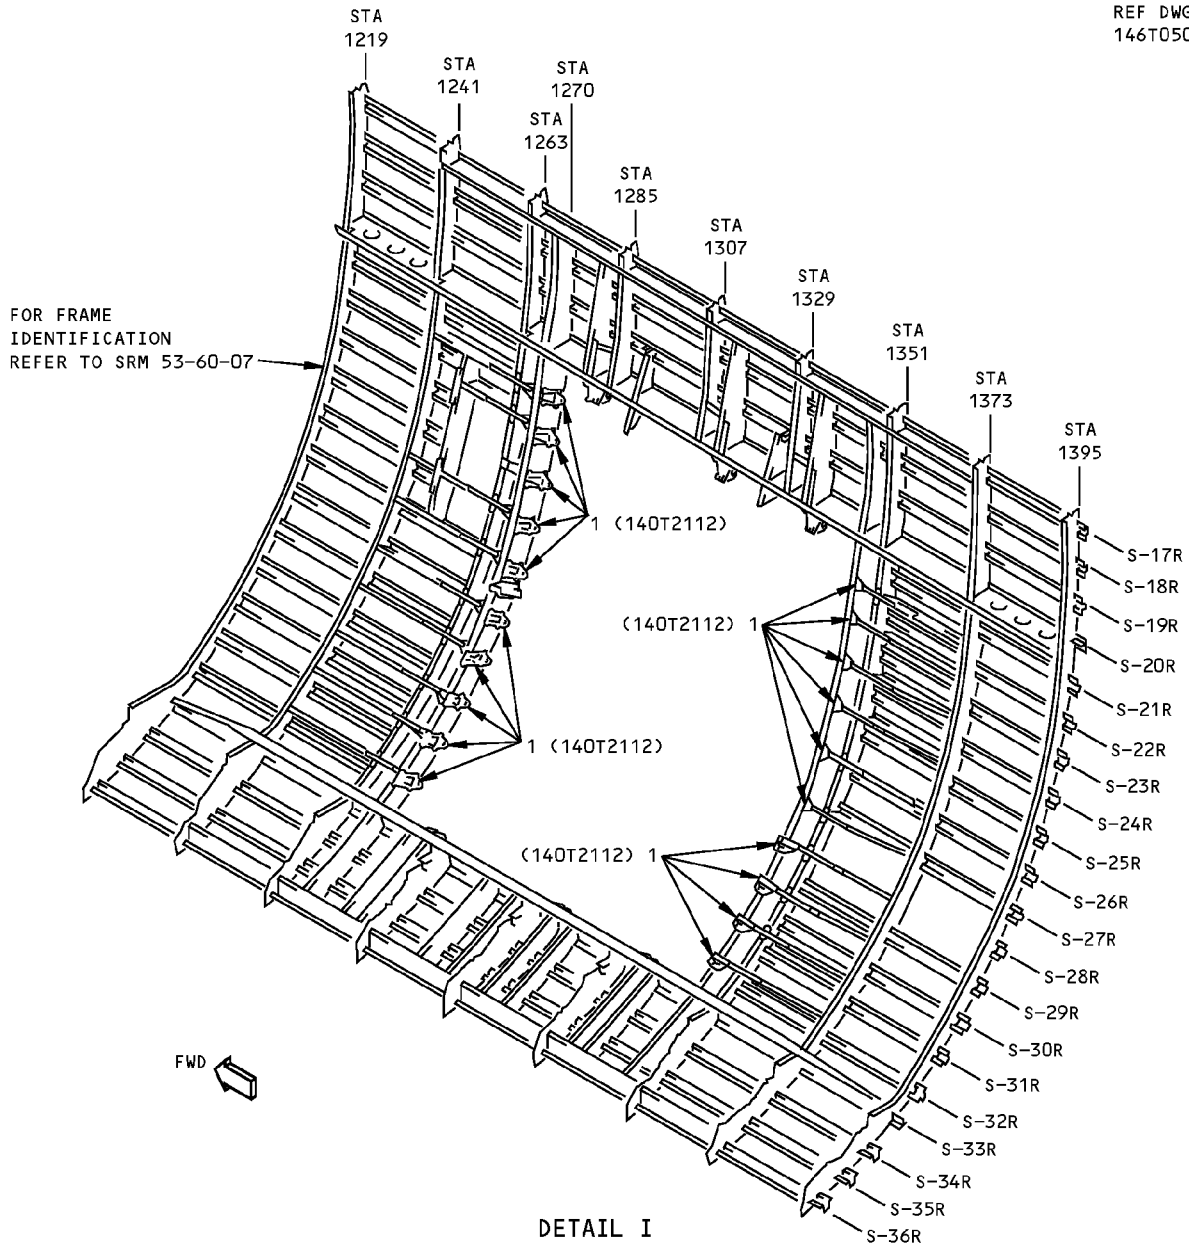 REF DWG
146T050
STA
1219
STA
1241
STA
1270
STA
1263
STA
1285
STA
1307
STA
1329
STA
1351
STA
1373
STA
1395
FOR FRAME
IDENTIFICATION
REFER TO SRM 53-60-07
1 (140T2112)
(140T2112) 1
1 (140T2112)
(140T2112) 1
S-17R
S-18R
S-19R
S-20R
S-21R
S-22R
S-23R
S-24R
S-25R
S-26R
S-27R
S-28R
S-29R
S-30R
S-31R
S-32R
S-33R
S-34R
S-35R
S-36R
FWD
DETAIL I